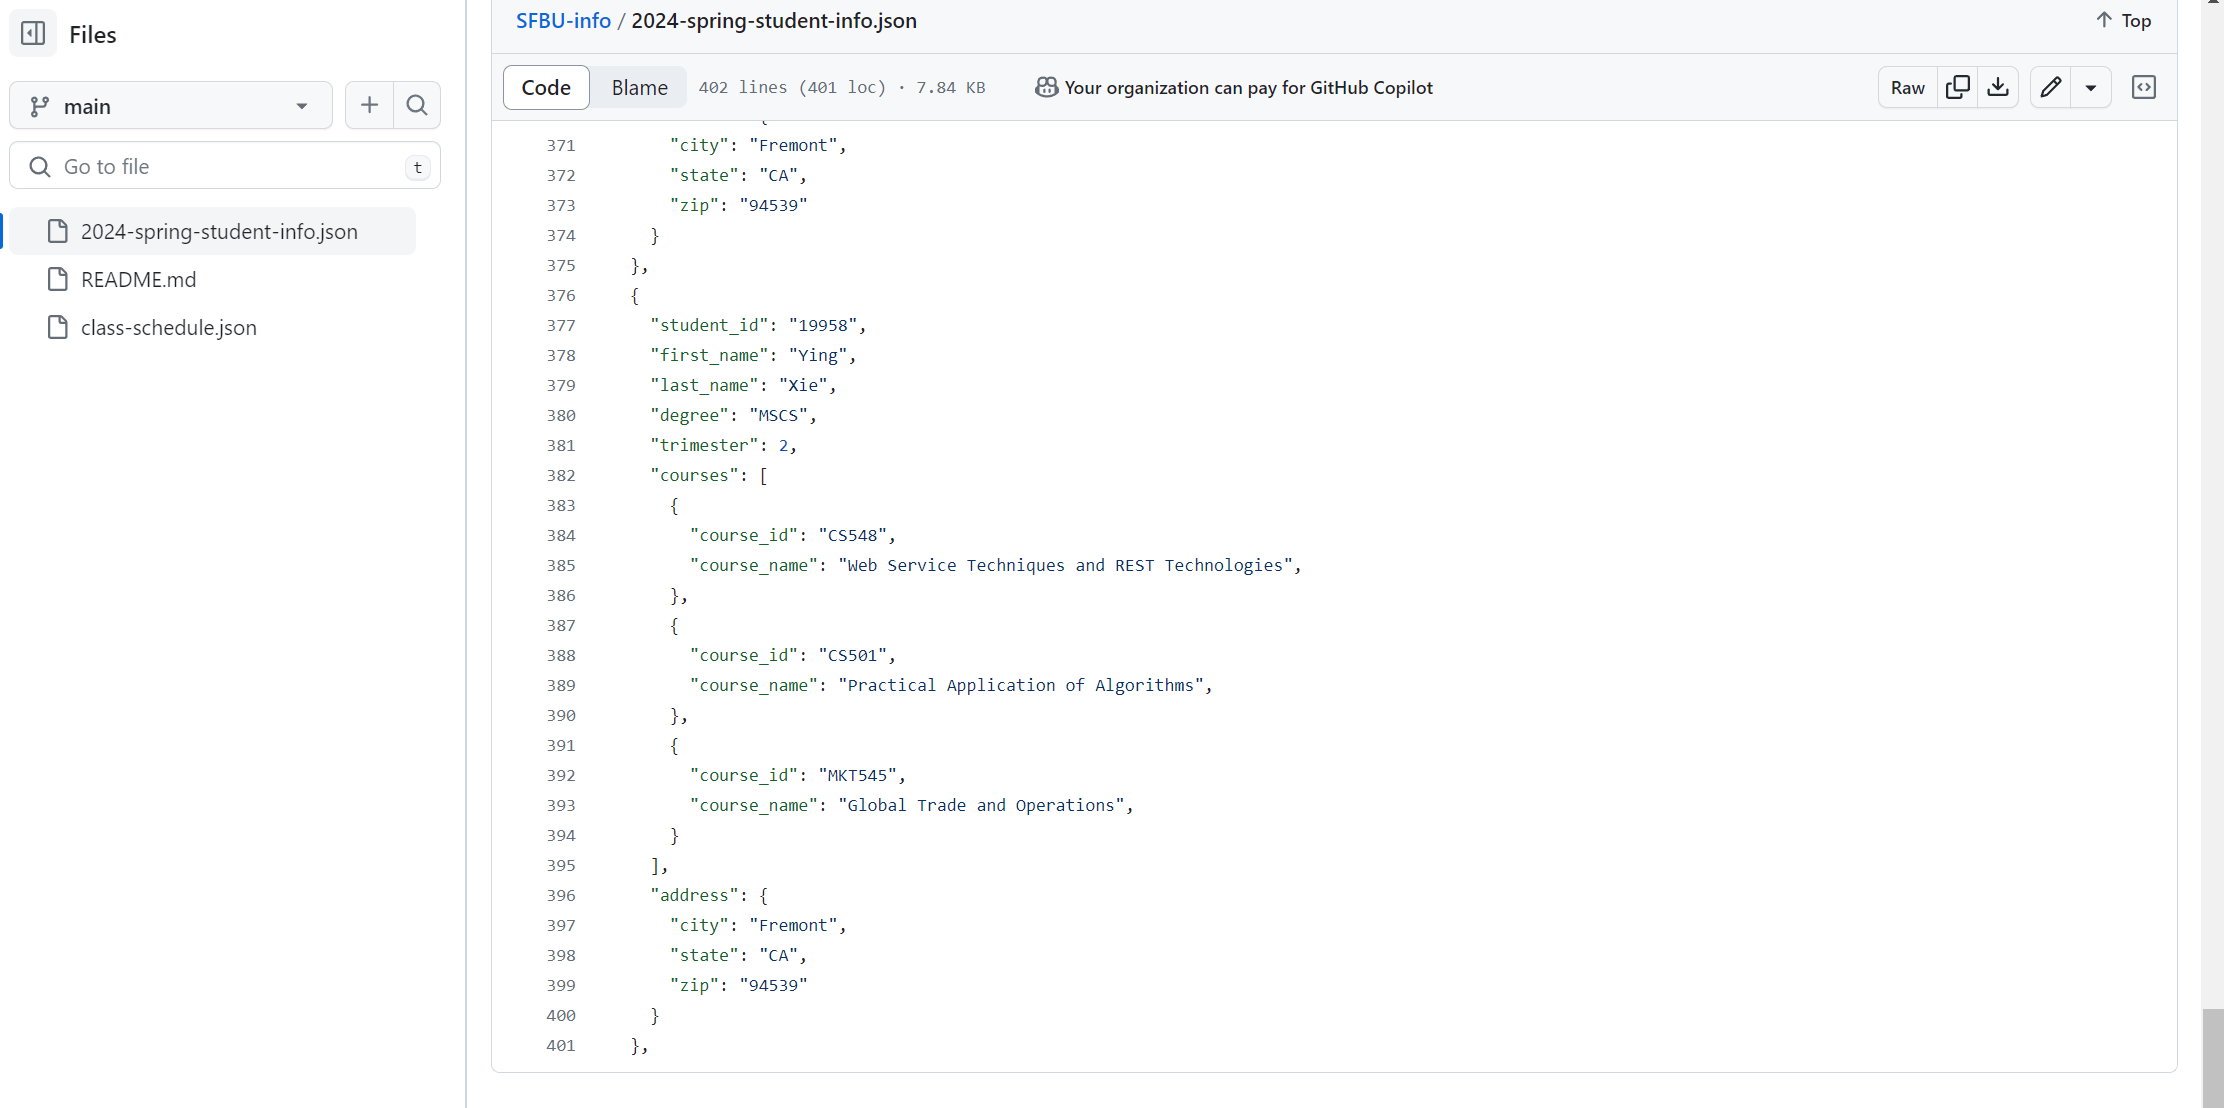 Files
main
Go to file
t
2024-spring-student-info.json
README.md
class-schedule.json
SFBU-info / 2024-spring-student-info.json
Top
Code
Blame
402 lines (401 loc) · 7.84 KB
Your organization can pay for GitHub Copilot
Raw
371 "city": "Fremont",
372 "state": "CA",
373 "zip": "94539"
374 }
375 },
376 {
377 "student_id": "19958",
378 "first_name": "Ying",
379 "last_name": "Xie",
380 "degree": "MSCS",
381 "trimester": 2,
382 "courses": [
383 {
384 "course_id": "CS548",
385 "course_name": "Web Service Techniques and REST Technologies",
386 },
387 {
388 "course_id": "CS501",
389 "course_name": "Practical Application of Algorithms",
390 },
391 {
392 "course_id": "MKT545",
393 "course_name": "Global Trade and Operations",
394 }
395 ],
396 "address": {
397 "city": "Fremont",
398 "state": "CA",
399 "zip": "94539"
400 }
401 },